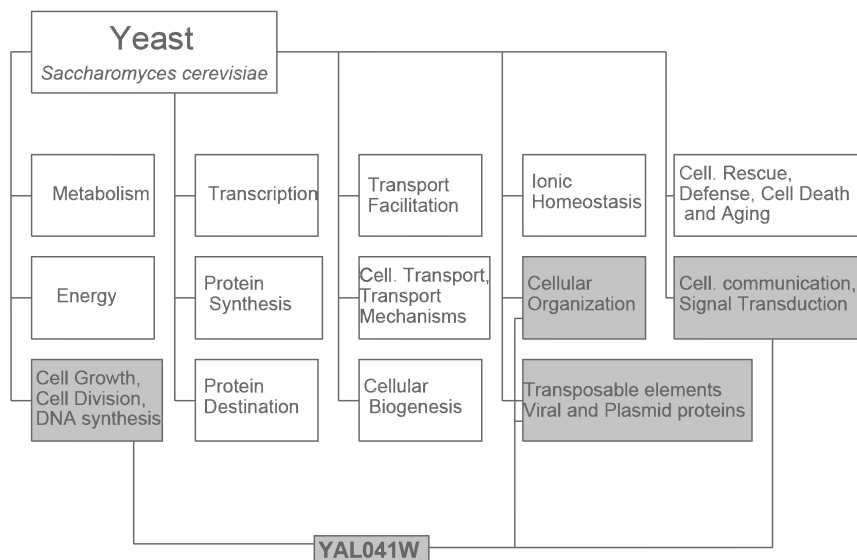 Yeast
Saccharomyces cerevisiae
Metabolism
Transcription
Transport
Facilitation
Ionic
Homeostasis
Cell. Rescue,
Defense, Cell Death
and Aging
Energy
Protein
Synthesis
Cell. Transport,
Transport
Mechanisms
Cellular
Organization
Cell. communication,
Signal Transduction
Cell Growth,
Cell Division,
DNA synthesis
Protein
Destination
Cellular
Biogenesis
Transposable elements
Viral and Plasmid proteins
YAL041W